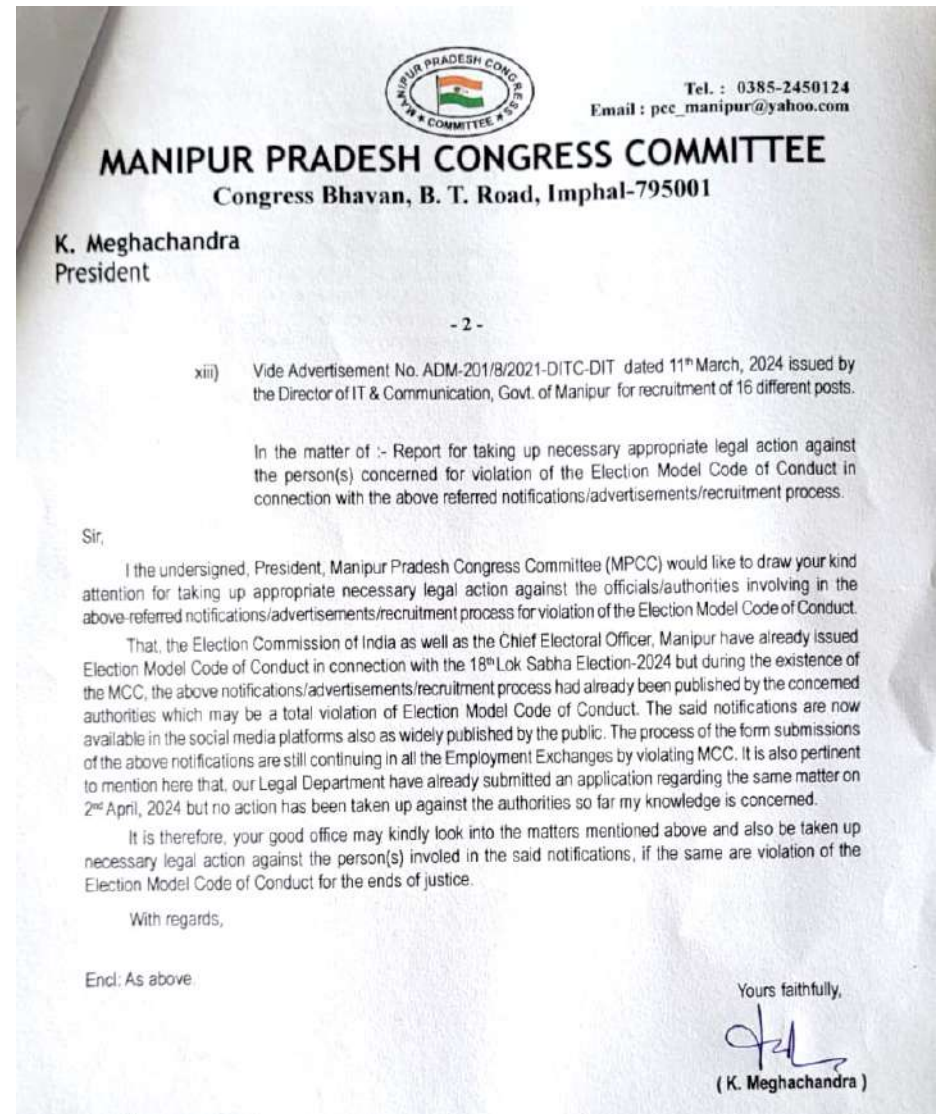 MANIPUR PRADESH CONGRESS
★ COMMITTEE ★
Tel. : 0385-2450124
Email : pcc_manipur@yahoo.com
MANIPUR PRADESH CONGRESS COMMITTEE
Congress Bhavan, B. T. Road, Imphal-795001
K. Meghachandra
President
- 2 -
xiii) Vide Advertisement No. ADM-201/8/2021-DITC-DIT dated 11th March, 2024 issued by
the Director of IT & Communication, Govt. of Manipur for recruitment of 16 different posts.
In the matter of :- Report for taking up necessary appropriate legal action against
the person(s) concerned for violation of the Election Model Code of Conduct in
connection with the above referred notifications/advertisements/recruitment process.
Sir,
I the undersigned, President, Manipur Pradesh Congress Committee (MPCC) would like to draw your kind
attention for taking up appropriate necessary legal action against the officials/authorities involving in the
above-referred notifications/advertisements/recruitment process for violation of the Election Model Code of Conduct.
That, the Election Commission of India as well as the Chief Electoral Officer, Manipur have already issued
Election Model Code of Conduct in connection with the 18th Lok Sabha Election-2024 but during the existence of
the MCC, the above notifications/advertisements/recruitment process had already been published by the concerned
authorities which may be a total violation of Election Model Code of Conduct. The said notifications are now
available in the social media platforms also as widely published by the public. The process of the form submissions
of the above notifications are still continuing in all the Employment Exchanges by violating MCC. It is also pertinent
to mention here that, our Legal Department have already submitted an application regarding the same matter on
2nd April, 2024 but no action has been taken up against the authorities so far my knowledge is concerned.
It is therefore, your good office may kindly look into the matters mentioned above and also be taken up
necessary legal action against the person(s) involed in the said notifications, if the same are violation of the
Election Model Code of Conduct for the ends of justice.
With regards,
Encl: As above
Yours faithfully,
( K. Meghachandra )